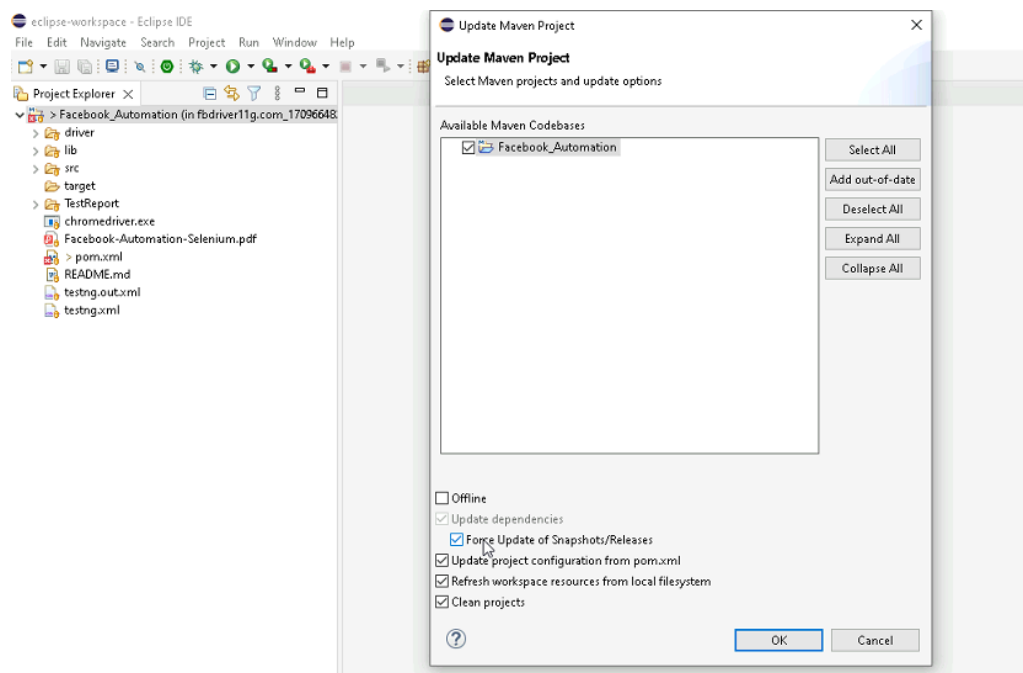 eclipse-workspace - Eclipse IDE
File Edit Navigate Search Project Run Window Help
Project Explorer
> Facebook_Automation (in fbdriver11g.com_17096648
driver
lib
src
target
TestReport
chromedriver.exe
Facebook-Automation-Selenium.pdf
> pom.xml
README.md
testng.out.xml
testng.xml
Update Maven Project
Update Maven Project
Select Maven projects and update options
Available Maven Codebases
Facebook_Automation
Select All
Add out-of-date
Deselect All
Expand All
Collapse All
Offline
Update dependencies
Force Update of Snapshots/Releases
Update project configuration from pom.xml
Refresh workspace resources from local filesystem
Clean projects
OK Cancel